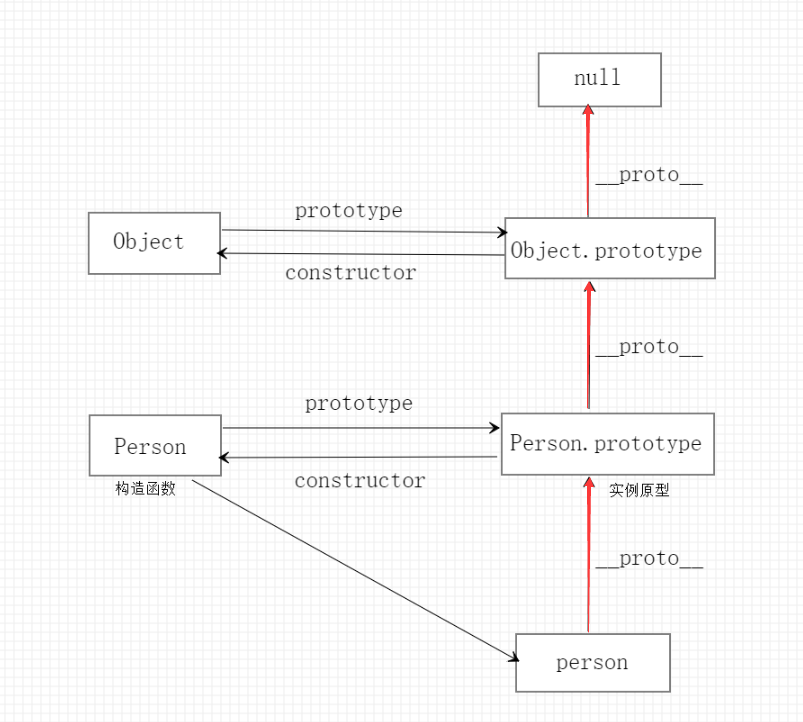 null
__proto__
prototype
Object
Object.prototype
constructor
__proto__
prototype
Person
Person.prototype
constructor
构造函数
实例原型
__proto__
person